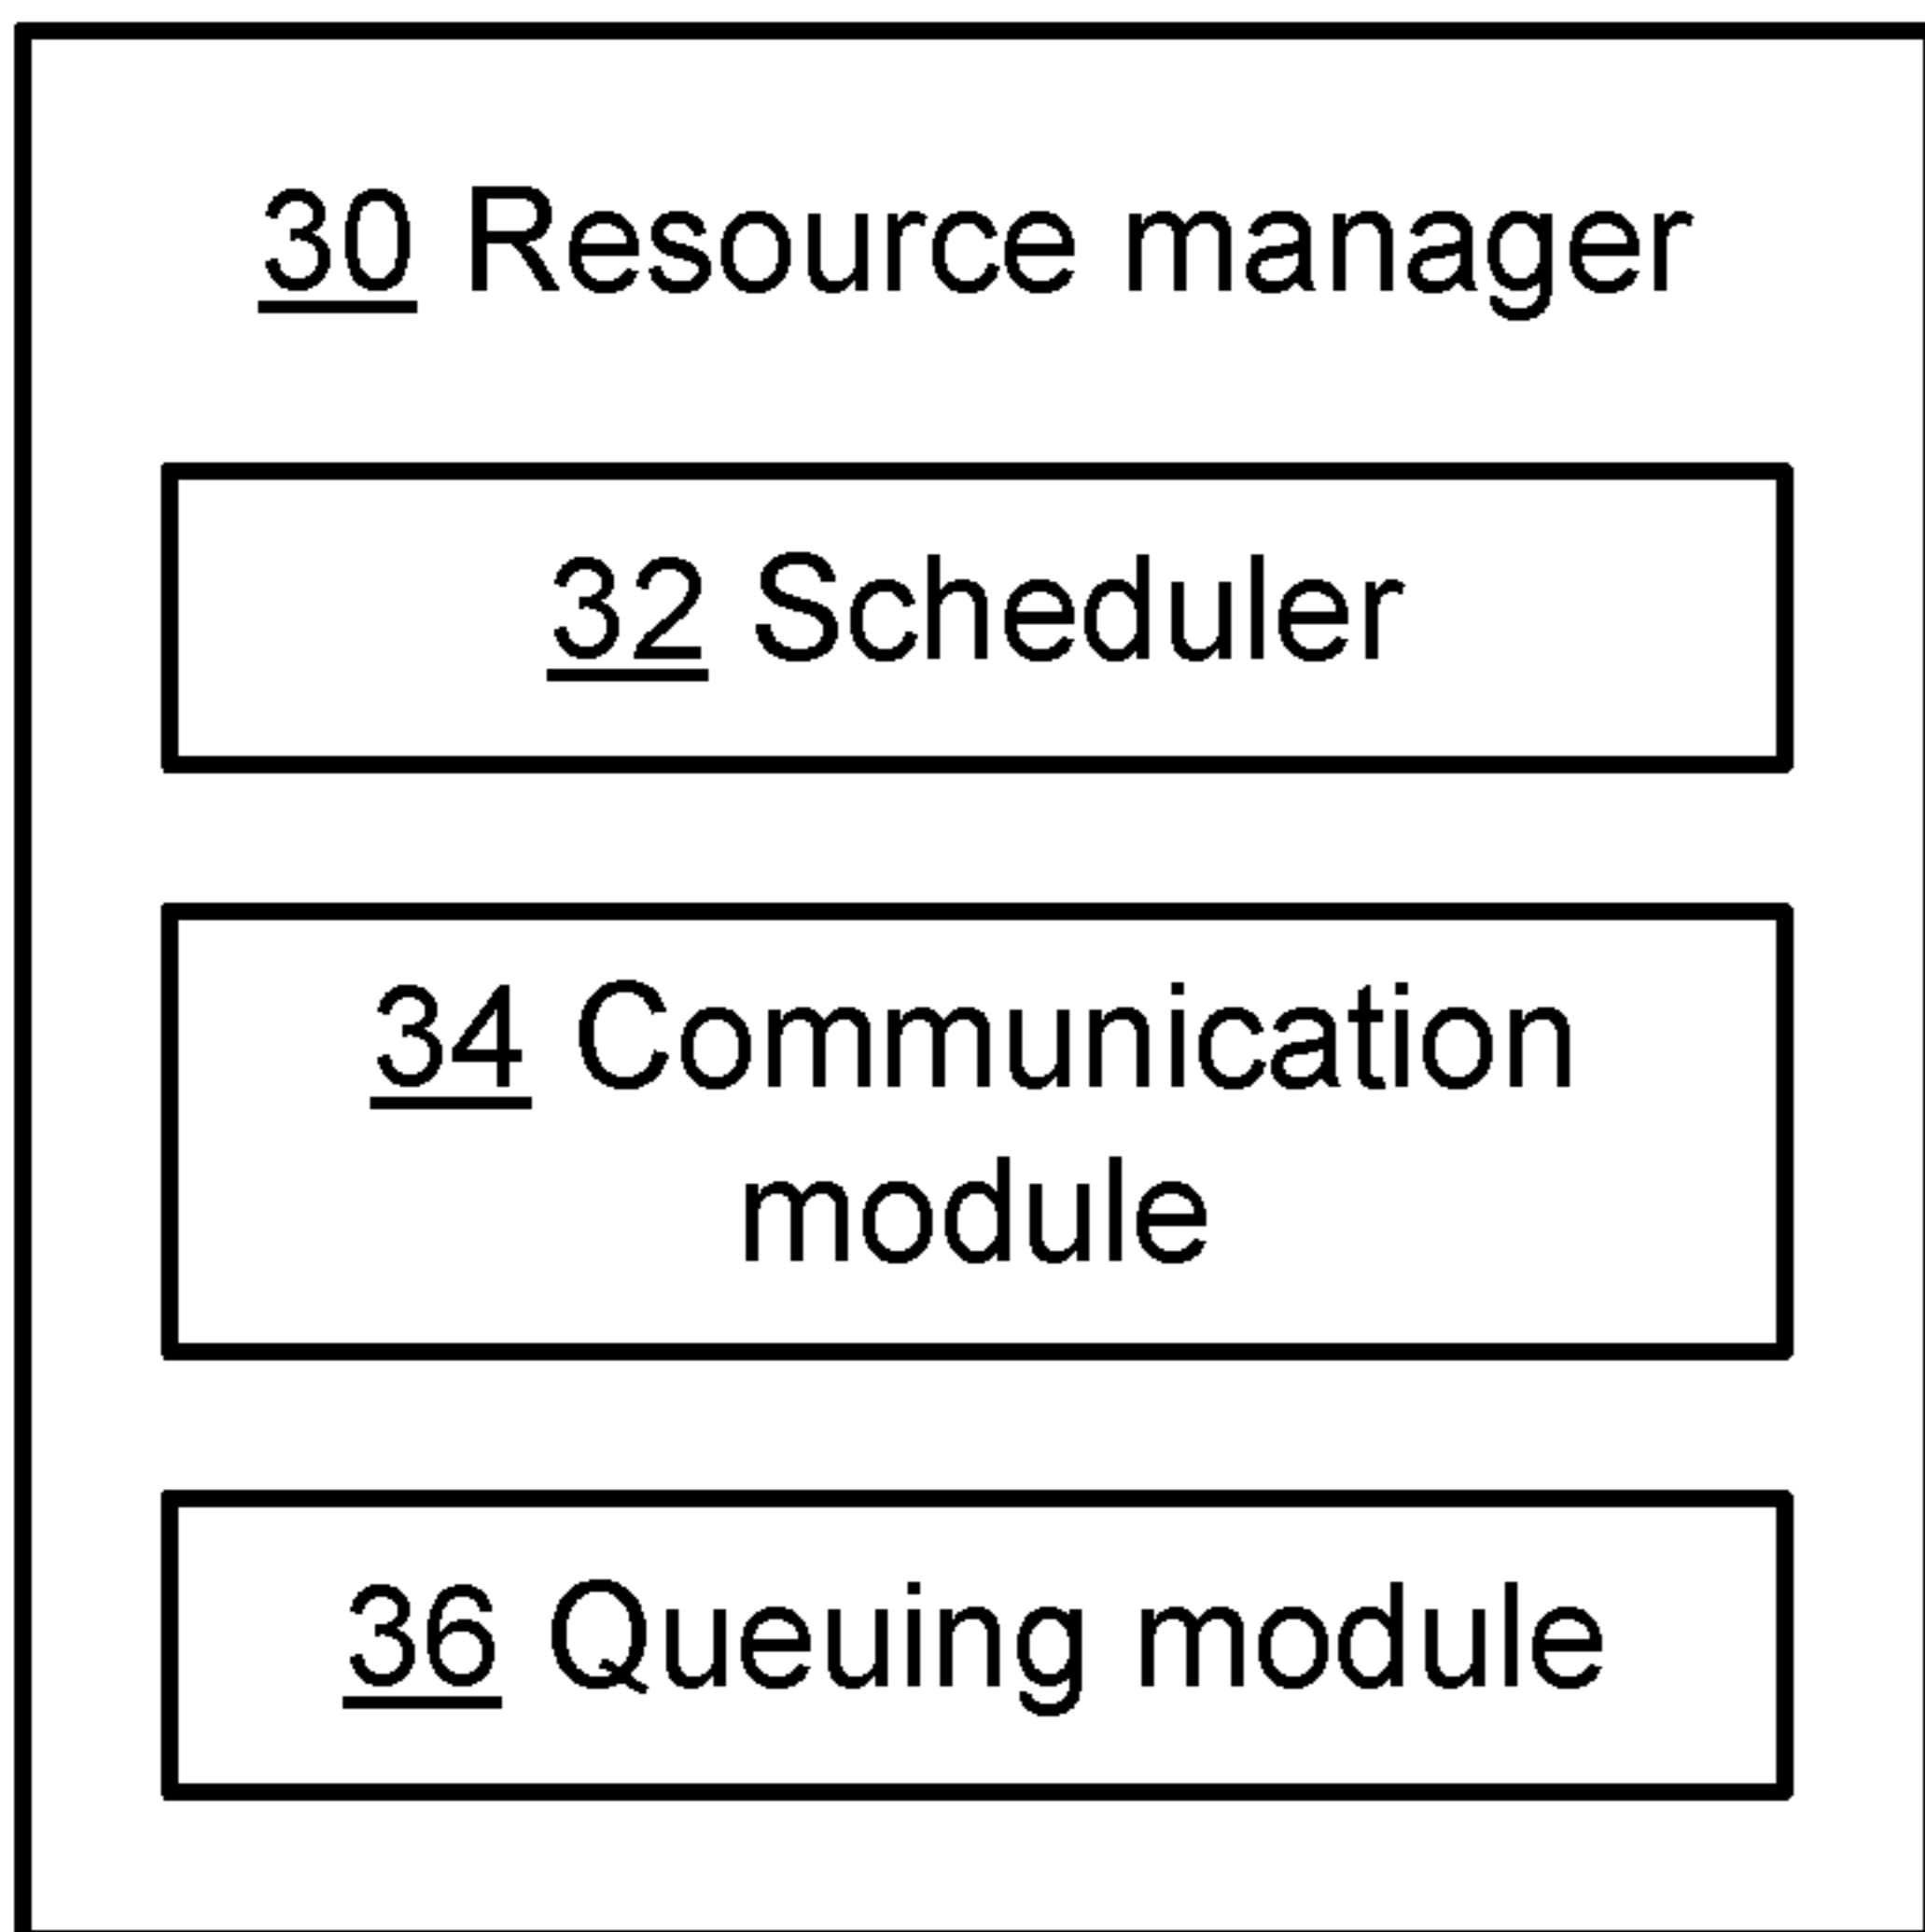 30 Resource manager
32 Scheduler
34 Communication
module
36 Queuing module